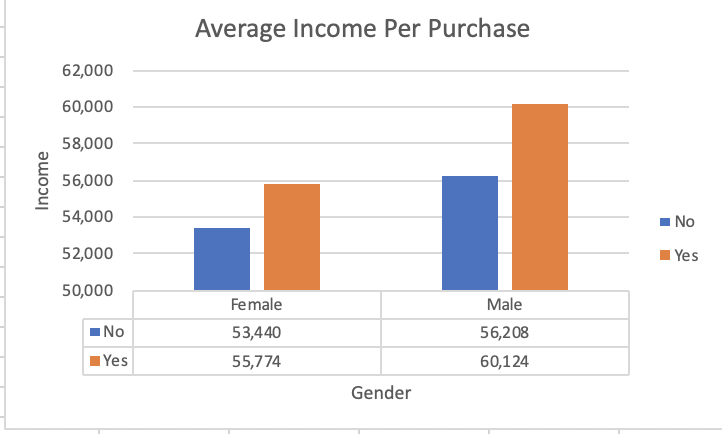 Average Income Per Purchase
62,000
60,000
58,000
56,000
54,000
52,000
50,000
Income
No
Yes
Female Male
No 53,440 56,208
Yes 55,774 60,124
Gender